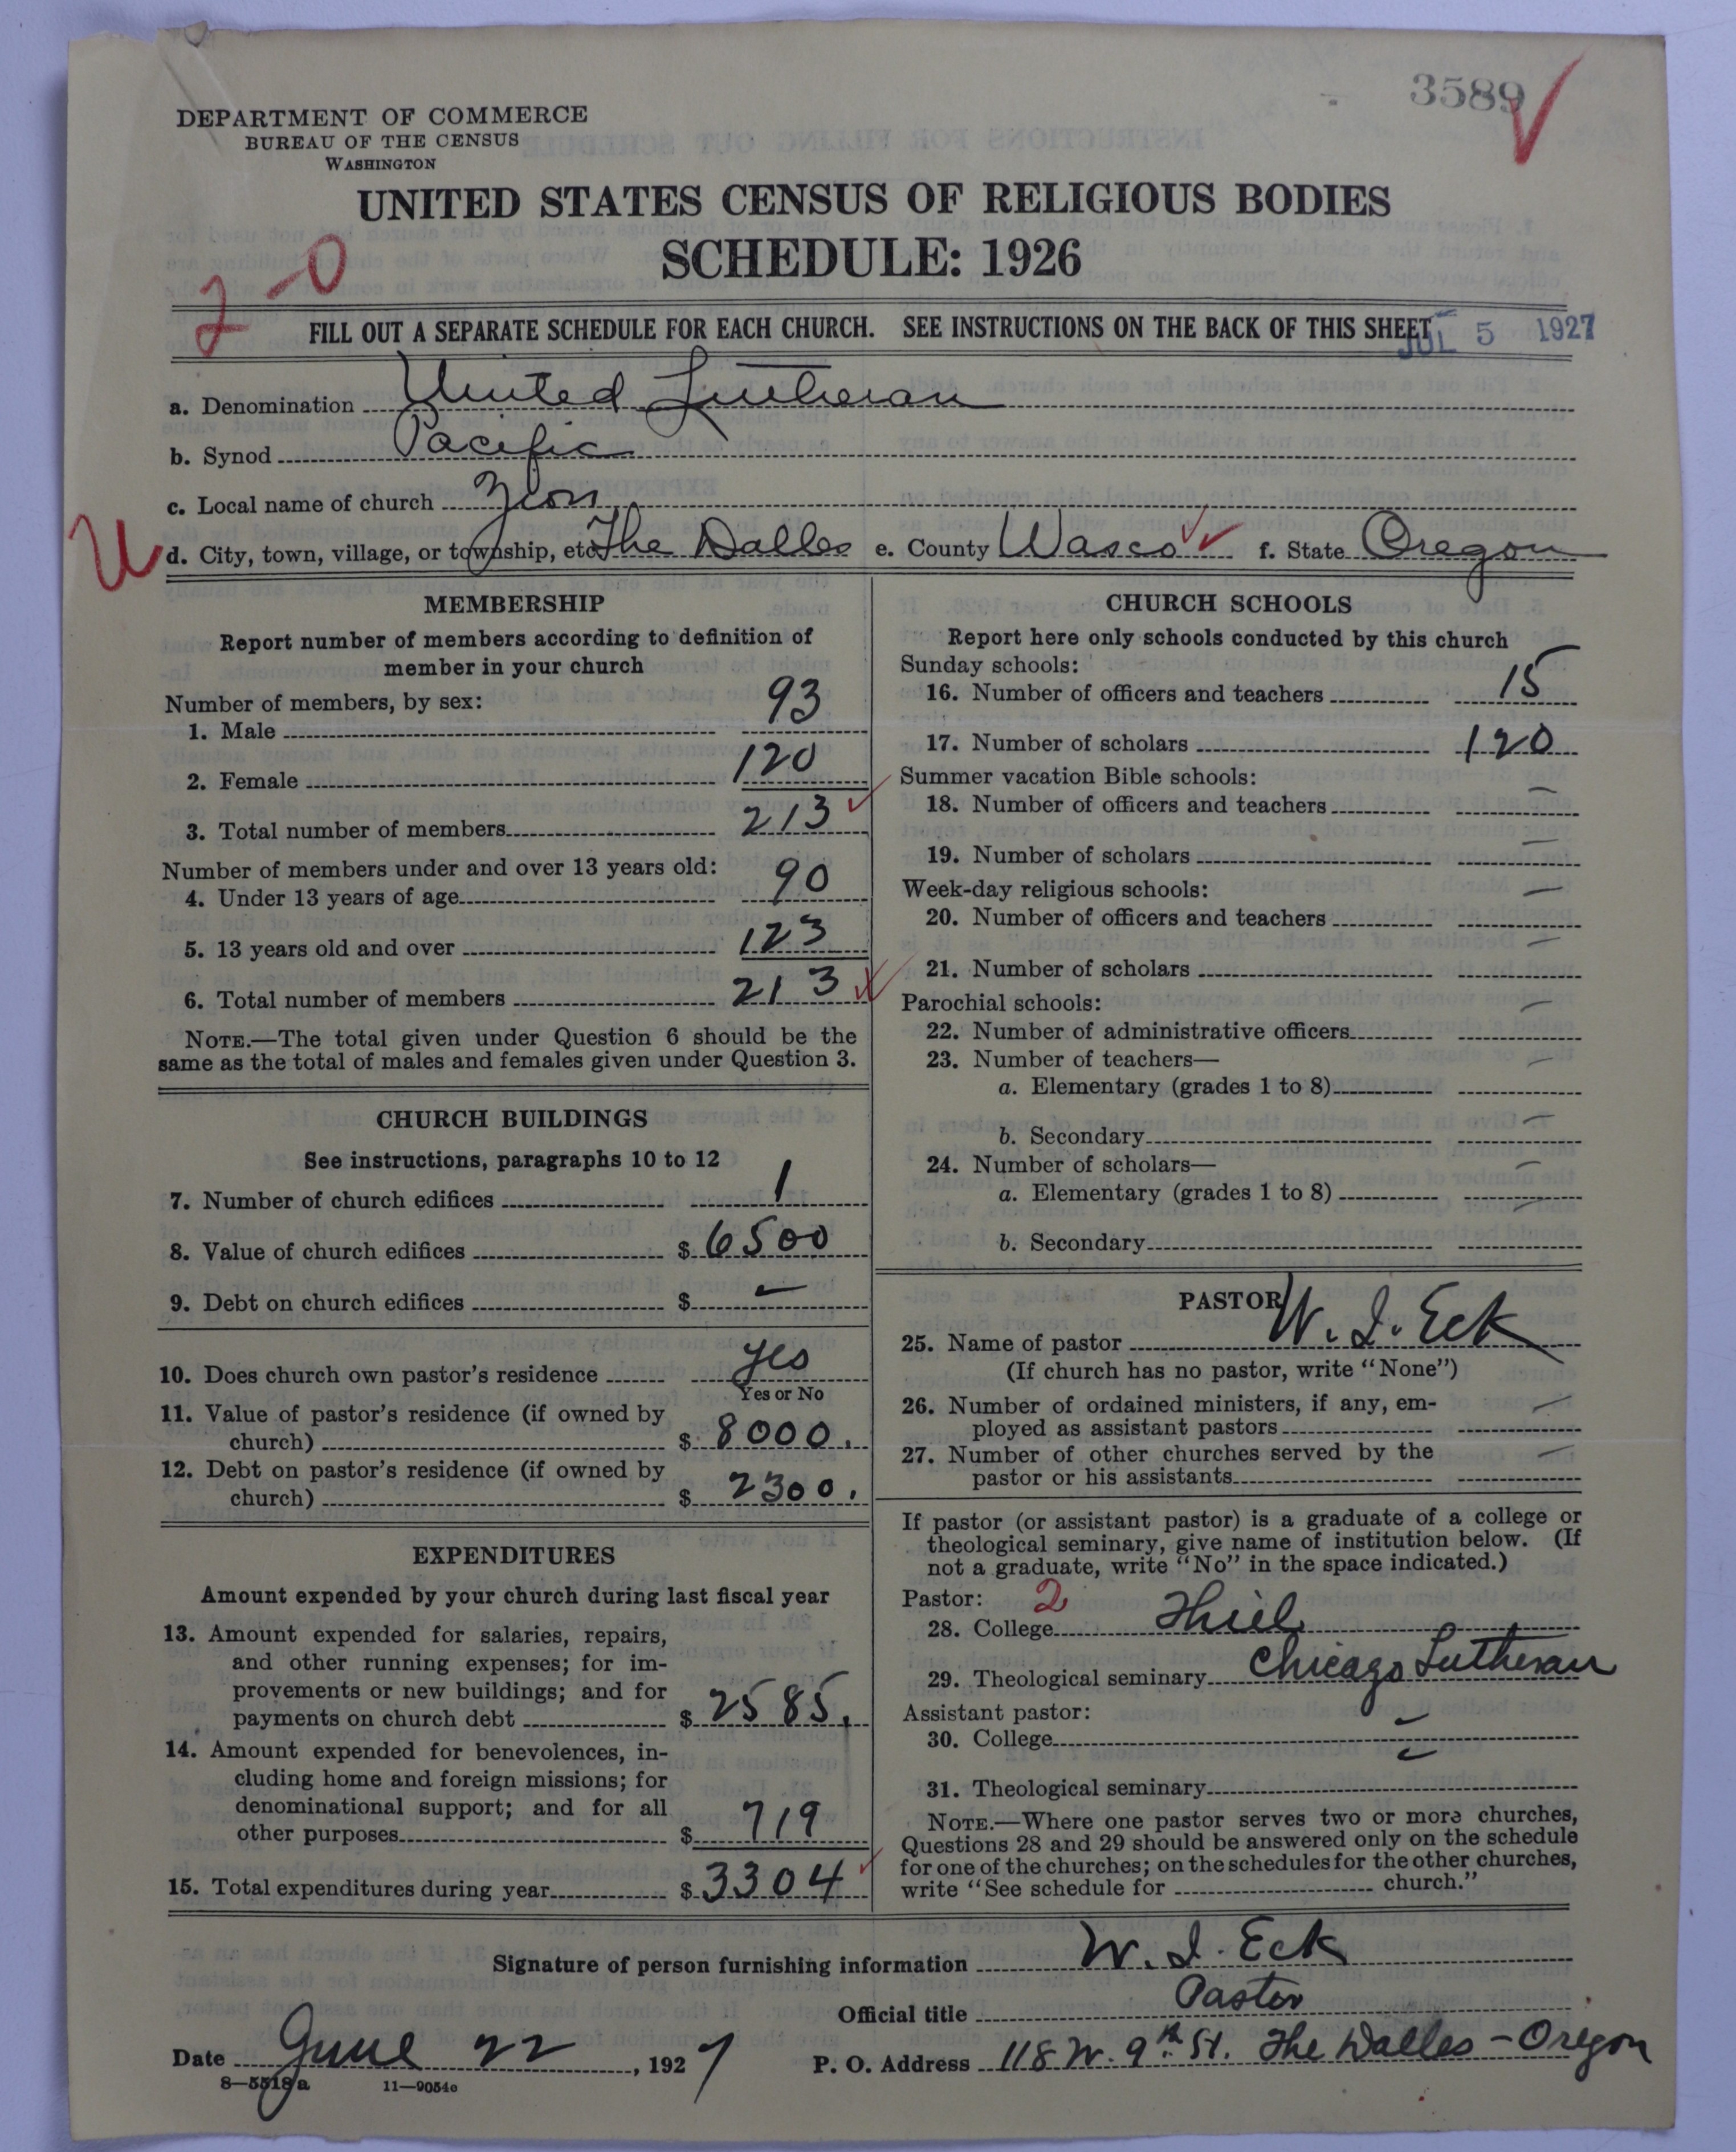 3589
DEPARTMENT OF COMMERCE
BUREAU OF THE CENSUS
WASHINGTON
UNITED STATES CENSUS OF RELIGIOUS BODIES
SCHEDULE: 1926
2-0
FILL OUT A SEPARATE SCHEDULE FOR EACH CHURCH. SEE INSTRUCTIONS ON THE BACK OF THIS SHEET
JUL 5 1927
a. Denomination United Lutheran
b. Synod Pacific
c. Local name of church Zion
U
d. City, town, village, or township, etc. The Dalles e. County Wasco f. State Oregon
MEMBERSHIP
Report number of members according to definition of
member in your church
Number of members, by sex:
1. Male 93
2. Female 120
3. Total number of members 213
Number of members under and over 13 years old:
4. Under 13 years of age 90
5. 13 years old and over 123
6. Total number of members 213
NOTE.—The total given under Question 6 should be the
same as the total of males and females given under Question 3.
CHURCH BUILDINGS
See instructions, paragraphs 10 to 12
7. Number of church edifices 1
8. Value of church edifices $ 6500
9. Debt on church edifices $ —
10. Does church own pastor's residence yes
Yes or No
11. Value of pastor's residence (if owned by
church) $ 8000.
12. Debt on pastor's residence (if owned by
church) $ 2300.
EXPENDITURES
Amount expended by your church during last fiscal year
13. Amount expended for salaries, repairs,
and other running expenses; for im-
provements or new buildings; and for
payments on church debt $ 2585.
14. Amount expended for benevolences, in-
cluding home and foreign missions; for
denominational support; and for all
other purposes $ 719
15. Total expenditures during year $ 3304
CHURCH SCHOOLS
Report here only schools conducted by this church
Sunday schools:
16. Number of officers and teachers 15
17. Number of scholars 120
Summer vacation Bible schools:
18. Number of officers and teachers —
19. Number of scholars —
Week-day religious schools:
20. Number of officers and teachers —
21. Number of scholars —
Parochial schools:
22. Number of administrative officers —
23. Number of teachers—
a. Elementary (grades 1 to 8) —
b. Secondary —
24. Number of scholars—
a. Elementary (grades 1 to 8) —
b. Secondary —
PASTOR
25. Name of pastor W. I. Eck
(If church has no pastor, write "None")
26. Number of ordained ministers, if any, em-
ployed as assistant pastors —
27. Number of other churches served by the
pastor or his assistants —
If pastor (or assistant pastor) is a graduate of a college or
theological seminary, give name of institution below. (If
not a graduate, write "No" in the space indicated.)
Pastor: 2
28. College Thiel
29. Theological seminary Chicago Lutheran
Assistant pastor:
30. College —
31. Theological seminary —
NOTE.—Where one pastor serves two or more churches,
Questions 28 and 29 should be answered only on the schedule
for one of the churches; on the schedules for the other churches,
write "See schedule for church."
Signature of person furnishing information W. I. Eck
Official title Pastor
Date June 22, 1927 P. O. Address 118 W. 9th St. The Dalles - Oregon
8—5518a 11—9054c